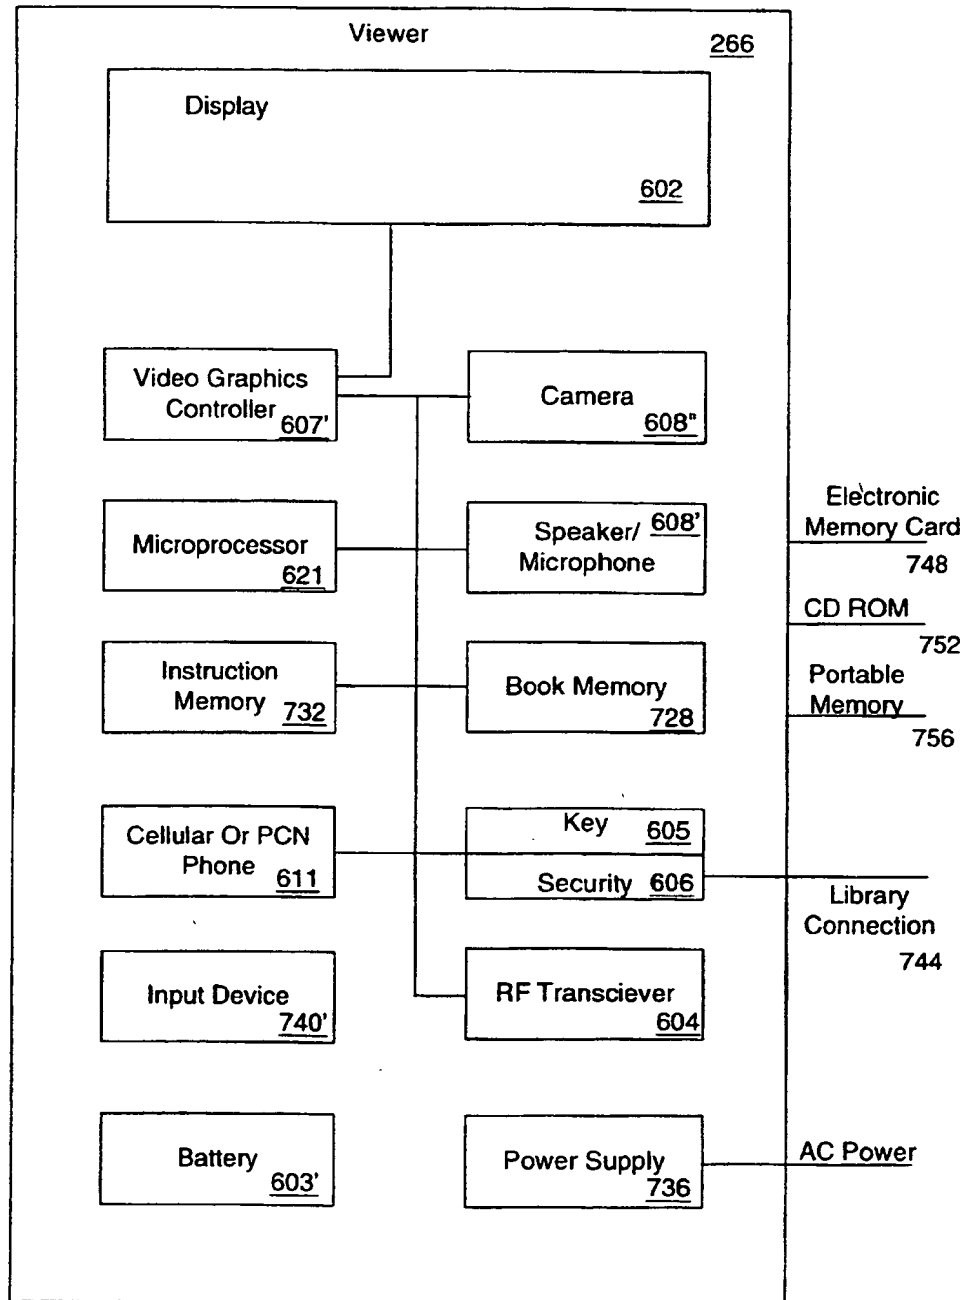 Viewer
266
Display
602
Video Graphics
Controller
607'
Camera
608"
Microprocessor
621
Speaker/
Microphone
608'
Electronic
Memory Card
748
CD ROM
752
Instruction
Memory
732
Book Memory
728
Portable
Memory
756
Cellular Or PCN
Phone
611
Key
605
Security
606
Library
Connection
744
Input Device
740'
RF Transciever
604
Battery
603'
Power Supply
736
AC Power